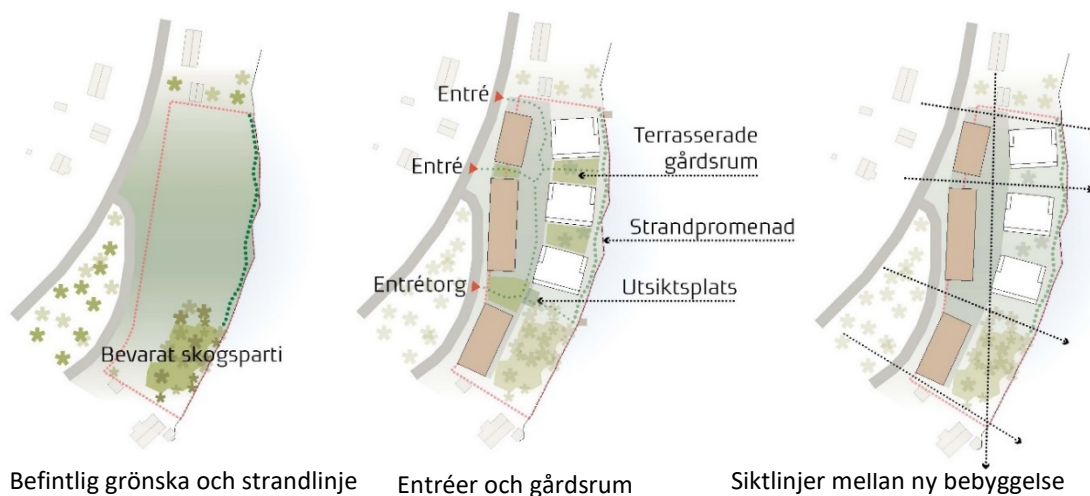 Entré
Terrasserade
gårdsrum
Entré
Strandpromenad
Entrétorg
Utsiktsplats
Bevarat skogsparti
Befintlig grönska och strandlinje
Entréer och gårdsrum
Siktlinjer mellan ny bebyggelse